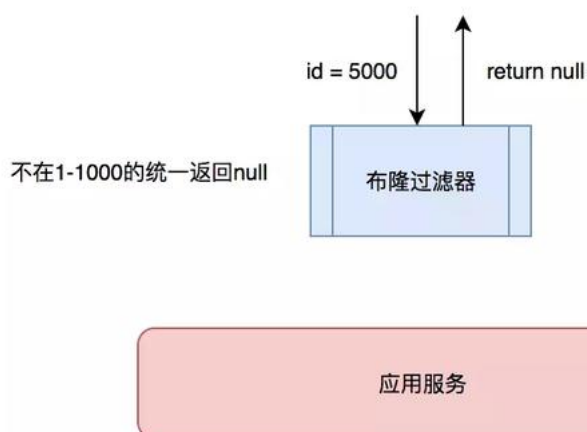 id = 5000
return null
不在1-1000的统一返回null
布隆过滤器
应用服务